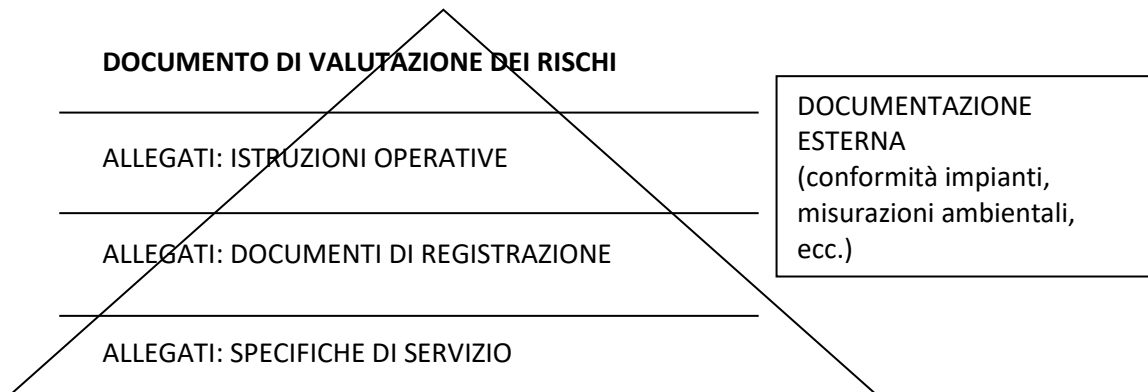 DOCUMENTO DI VALUTAZIONE DEI RISCHI
ALLEGATI: ISTRUZIONI OPERATIVE
ALLEGATI: DOCUMENTI DI REGISTRAZIONE
ALLEGATI: SPECIFICHE DI SERVIZIO
DOCUMENTAZIONE
ESTERNA
(conformità impianti,
misurazioni ambientali,
ecc.)